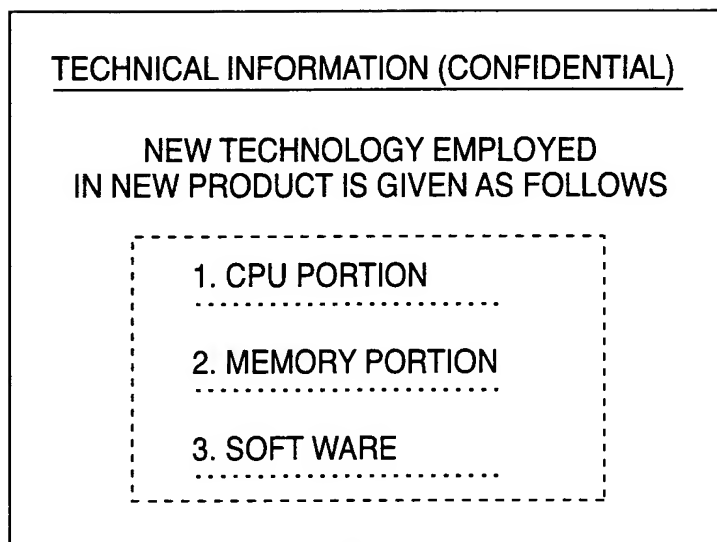 TECHNICAL INFORMATION (CONFIDENTIAL)
NEW TECHNOLOGY EMPLOYED
IN NEW PRODUCT IS GIVEN AS FOLLOWS
1. CPU PORTION
2. MEMORY PORTION
3. SOFT WARE